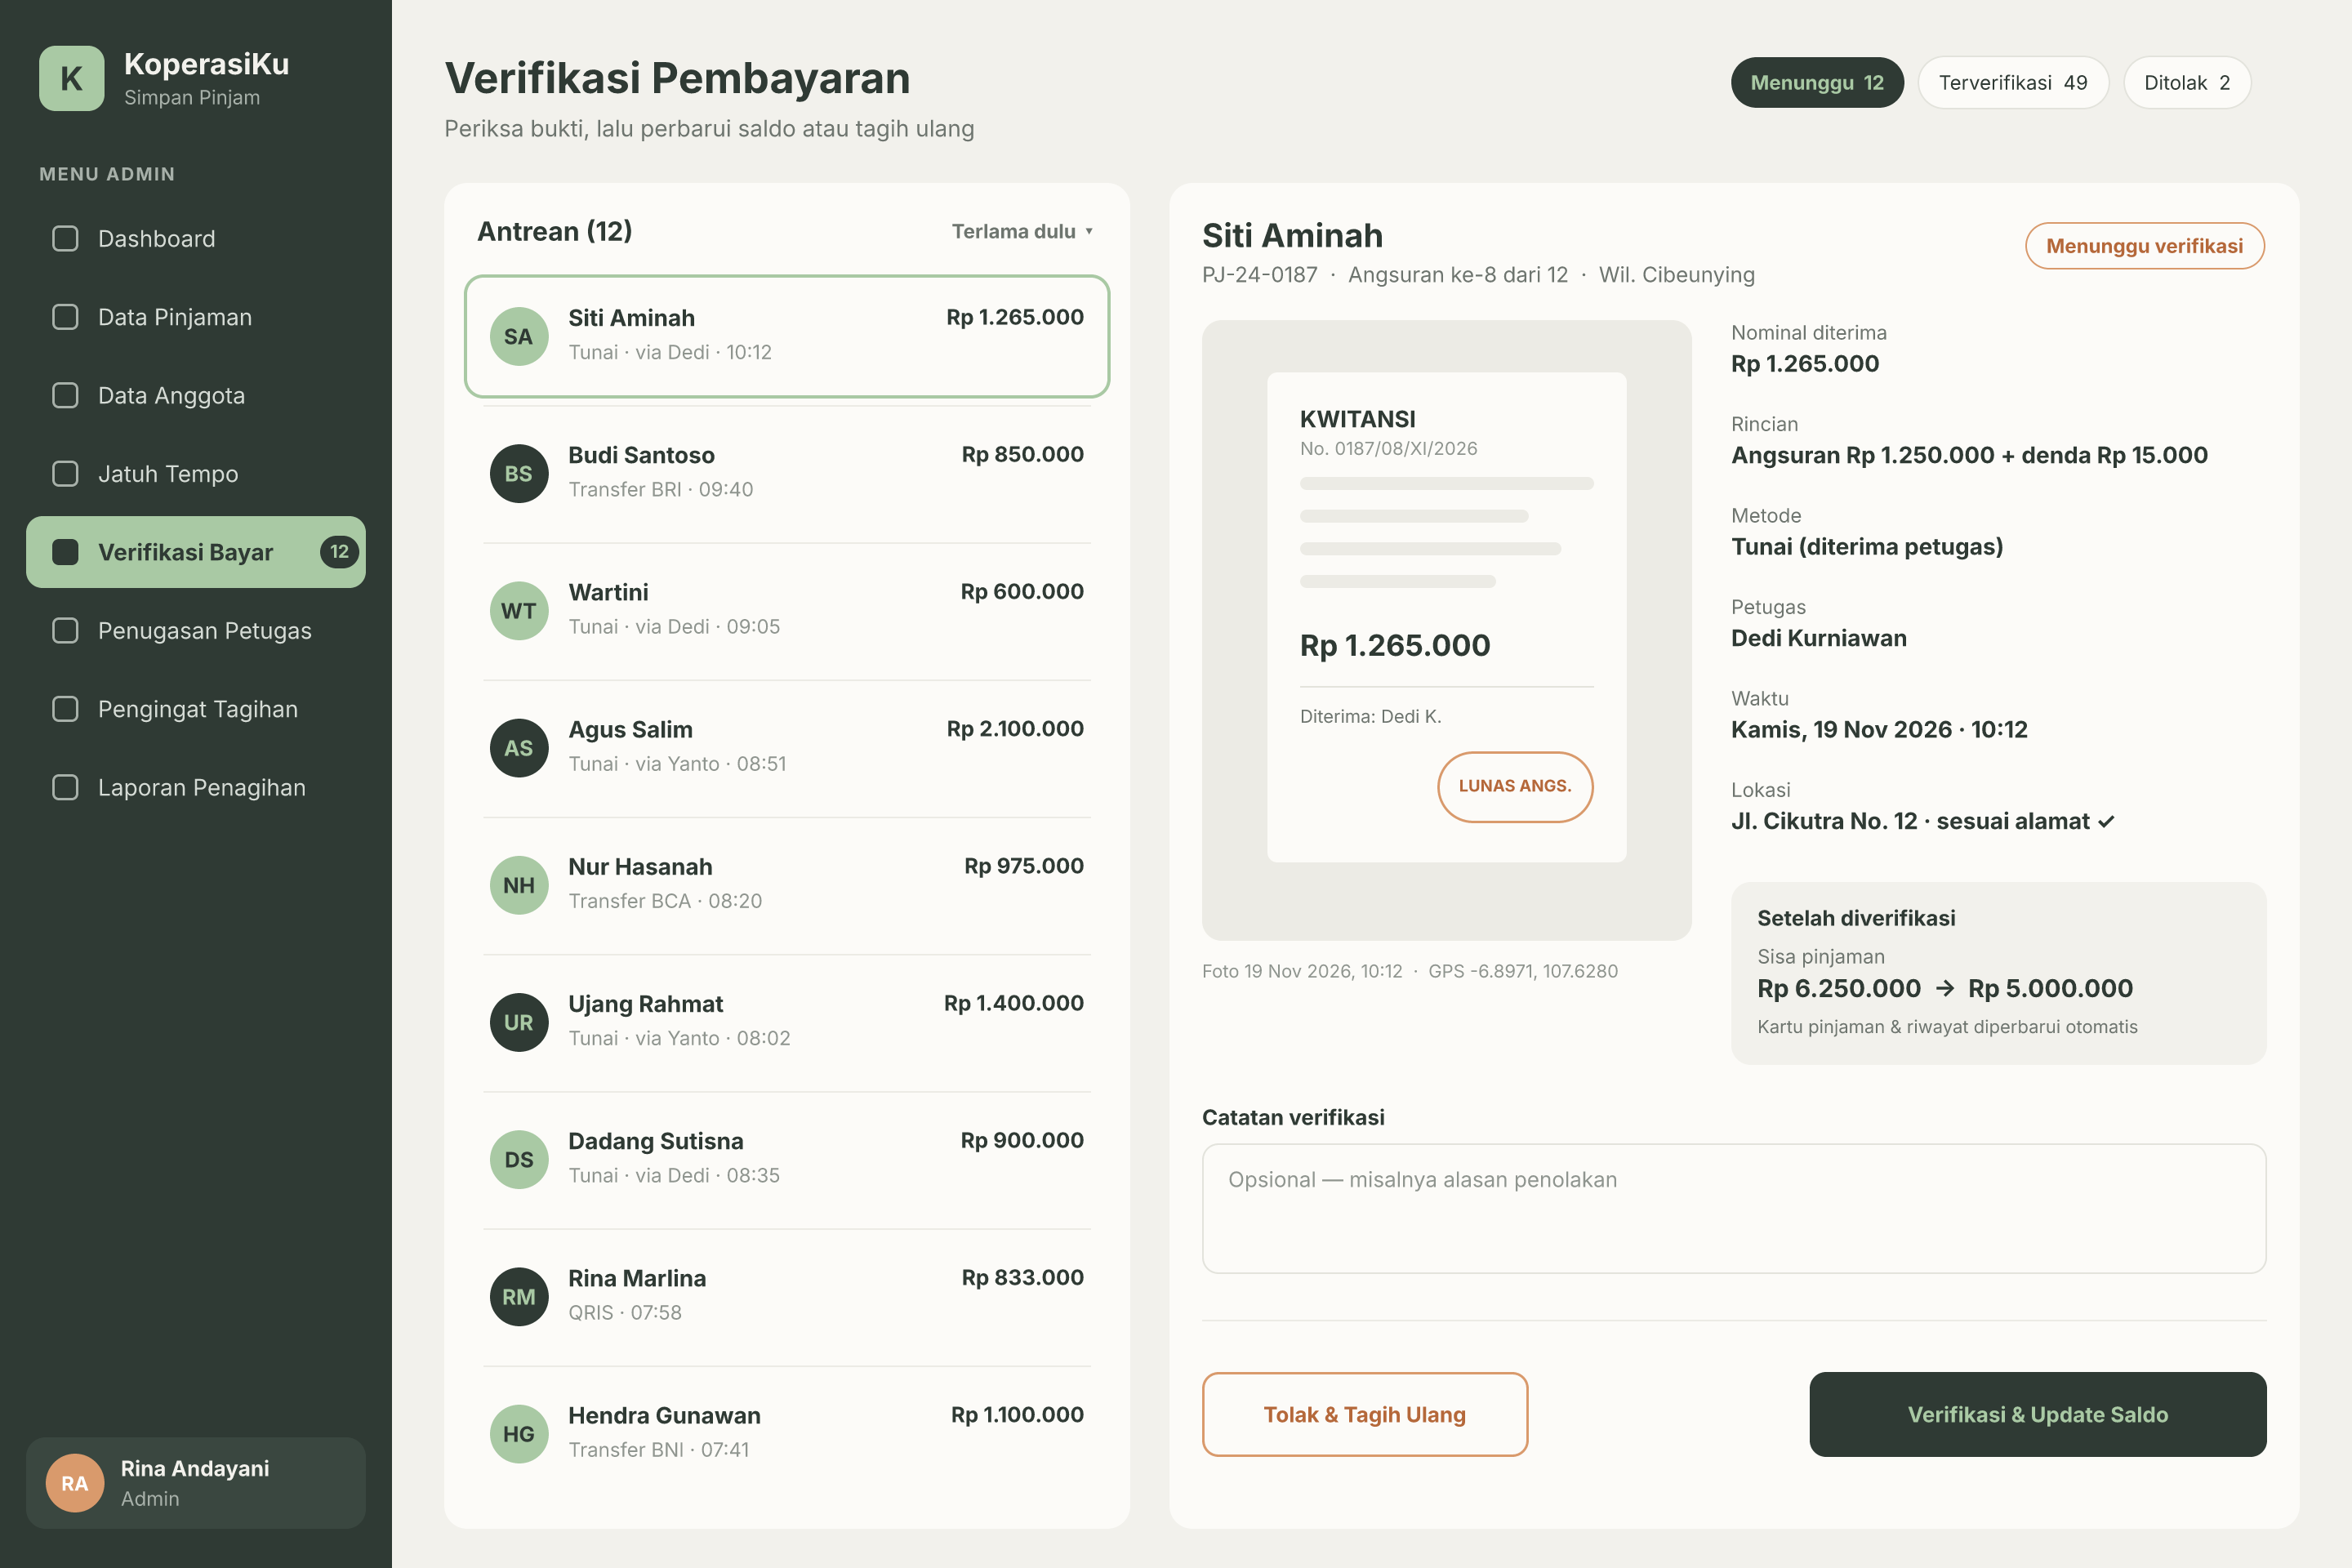 K
KoperasiKu
Simpan Pinjam
MENU ADMIN
Dashboard
Data Pinjaman
Data Anggota
Jatuh Tempo
Verifikasi Bayar 12
Penugasan Petugas
Pengingat Tagihan
Laporan Penagihan
RA
Rina Andayani
Admin
Verifikasi Pembayaran
Periksa bukti, lalu perbarui saldo atau tagih ulang
Menunggu 12
Terverifikasi 49
Ditolak 2
Antrean (12)
Terlama dulu ▾
SA
Siti Aminah
Rp 1.265.000
Tunai · via Dedi · 10:12
BS
Budi Santoso
Rp 850.000
Transfer BRI · 09:40
WT
Wartini
Rp 600.000
Tunai · via Dedi · 09:05
AS
Agus Salim
Rp 2.100.000
Tunai · via Yanto · 08:51
NH
Nur Hasanah
Rp 975.000
Transfer BCA · 08:20
UR
Ujang Rahmat
Rp 1.400.000
Tunai · via Yanto · 08:02
DS
Dadang Sutisna
Rp 900.000
Tunai · via Dedi · 08:35
RM
Rina Marlina
Rp 833.000
QRIS · 07:58
HG
Hendra Gunawan
Rp 1.100.000
Transfer BNI · 07:41
Siti Aminah
PJ-24-0187 · Angsuran ke-8 dari 12 · Wil. Cibeunying
Menunggu verifikasi
KWITANSI
No. 0187/08/XI/2026
Rp 1.265.000
Diterima: Dedi K.
LUNAS ANGS.
Foto 19 Nov 2026, 10:12 · GPS -6.8971, 107.6280
Nominal diterima
Rp 1.265.000
Rincian
Angsuran Rp 1.250.000 + denda Rp 15.000
Metode
Tunai (diterima petugas)
Petugas
Dedi Kurniawan
Waktu
Kamis, 19 Nov 2026 · 10:12
Lokasi
Jl. Cikutra No. 12 · sesuai alamat ✓
Setelah diverifikasi
Sisa pinjaman
Rp 6.250.000 → Rp 5.000.000
Kartu pinjaman & riwayat diperbarui otomatis
Catatan verifikasi
Opsional — misalnya alasan penolakan
Tolak & Tagih Ulang
Verifikasi & Update Saldo